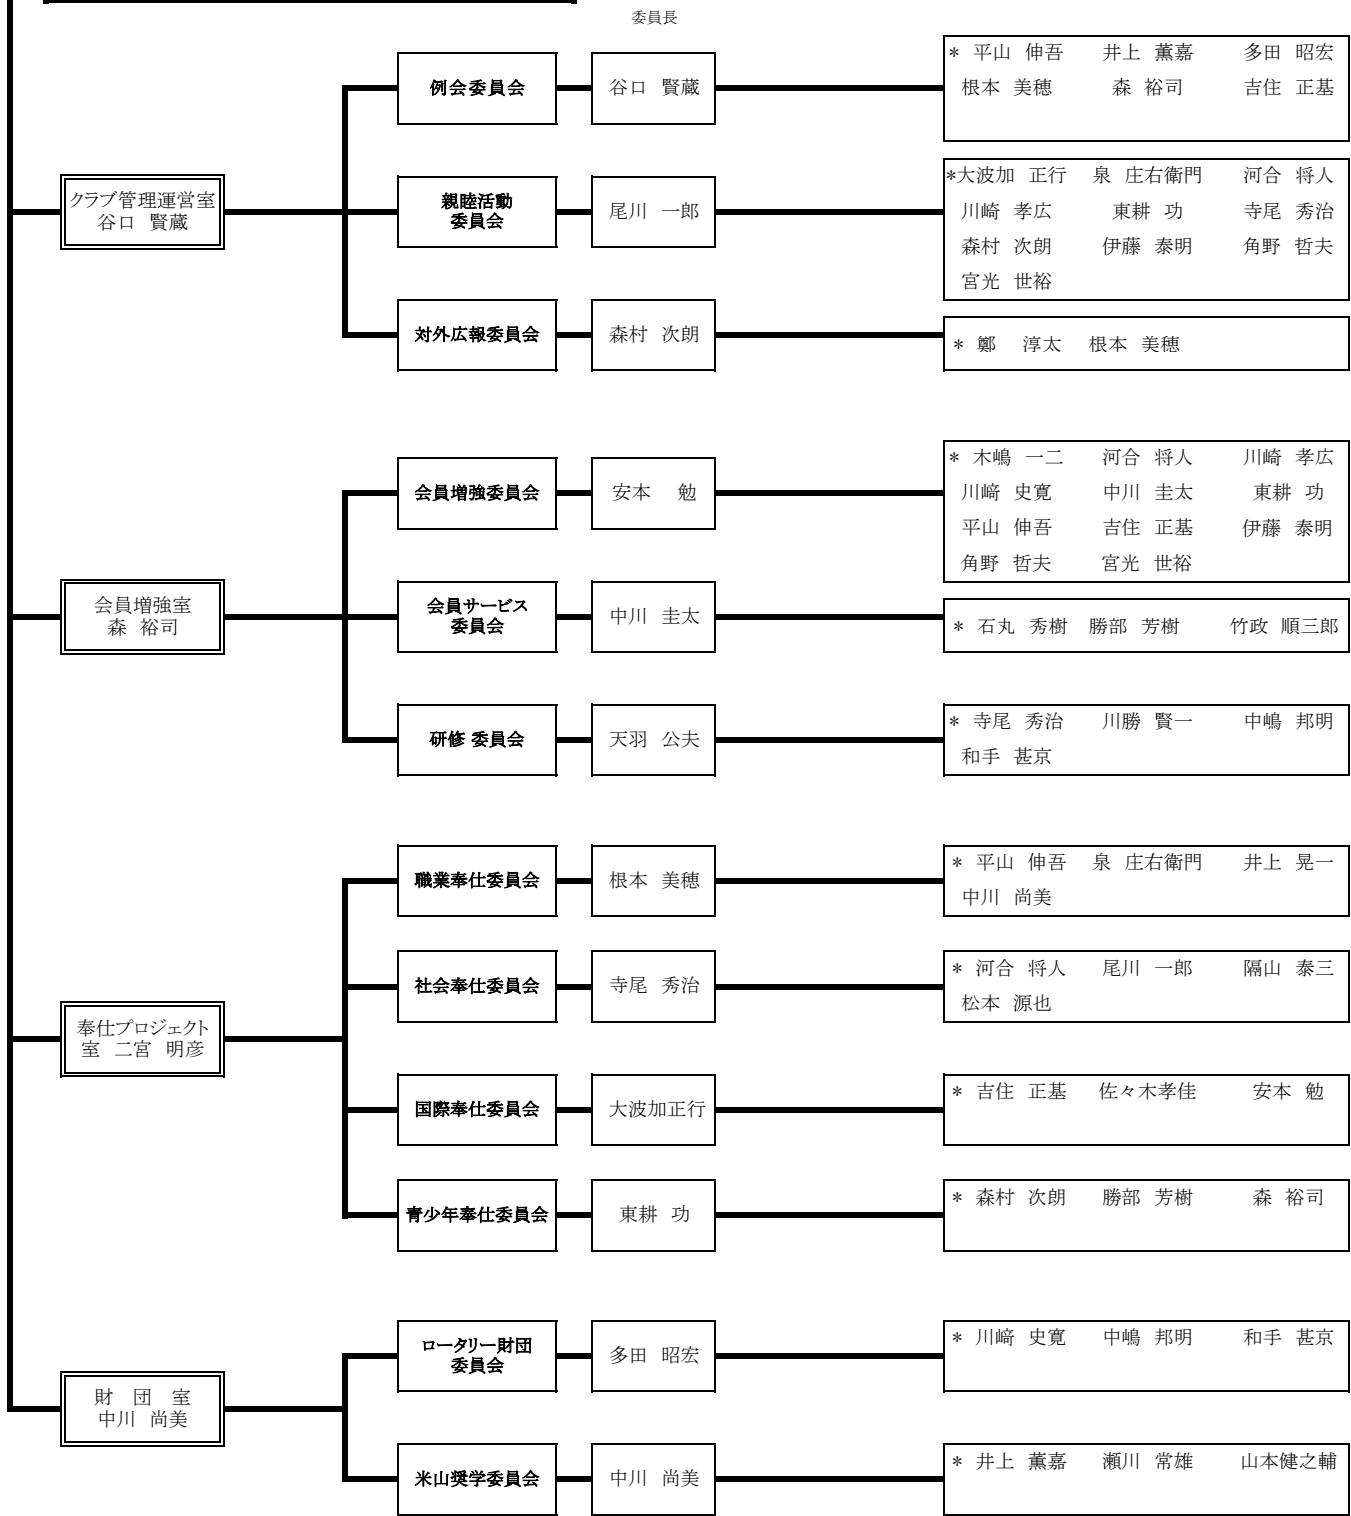 委員長
例会委員会
谷口 賢蔵
* 平山 伸吾 井上 薫嘉 多田 昭宏
根本 美穂 森 裕司 吉住 正基
クラブ管理運営室
谷口 賢蔵
親睦活動
委員会
尾川 一郎
*大波加 正行 泉 庄右衛門 河合 将人
川崎 孝広 東耕 功 寺尾 秀治
森村 次朗 伊藤 泰明 角野 哲夫
宮光 世裕
対外広報委員会
森村 次朗
* 鄭 淳太 根本 美穂
会員増強委員会
安本 勉
* 木嶋 一二 河合 将人 川崎 孝広
川﨑 史寛 中川 圭太 東耕 功
平山 伸吾 吉住 正基 伊藤 泰明
角野 哲夫 宮光 世裕
会員増強室
森 裕司
会員サービス
委員会
中川 圭太
* 石丸 秀樹 勝部 芳樹 竹政 順三郎
研修 委員会
天羽 公夫
* 寺尾 秀治 川勝 賢一 中嶋 邦明
和手 甚京
職業奉仕委員会
根本 美穂
* 平山 伸吾 泉 庄右衛門 井上 晃一
中川 尚美
社会奉仕委員会
寺尾 秀治
* 河合 将人 尾川 一郎 隔山 泰三
松本 源也
奉仕プロジェクト
室 二宮 明彦
国際奉仕委員会
大波加正行
* 吉住 正基 佐々木孝佳 安本 勉
青少年奉仕委員会
東耕 功
* 森村 次朗 勝部 芳樹 森 裕司
ロータリー財団
委員会
多田 昭宏
* 川﨑 史寛 中嶋 邦明 和手 甚京
財 団 室
中川 尚美
米山奨学委員会
中川 尚美
* 井上 薫嘉 瀬川 常雄 山本健之輔